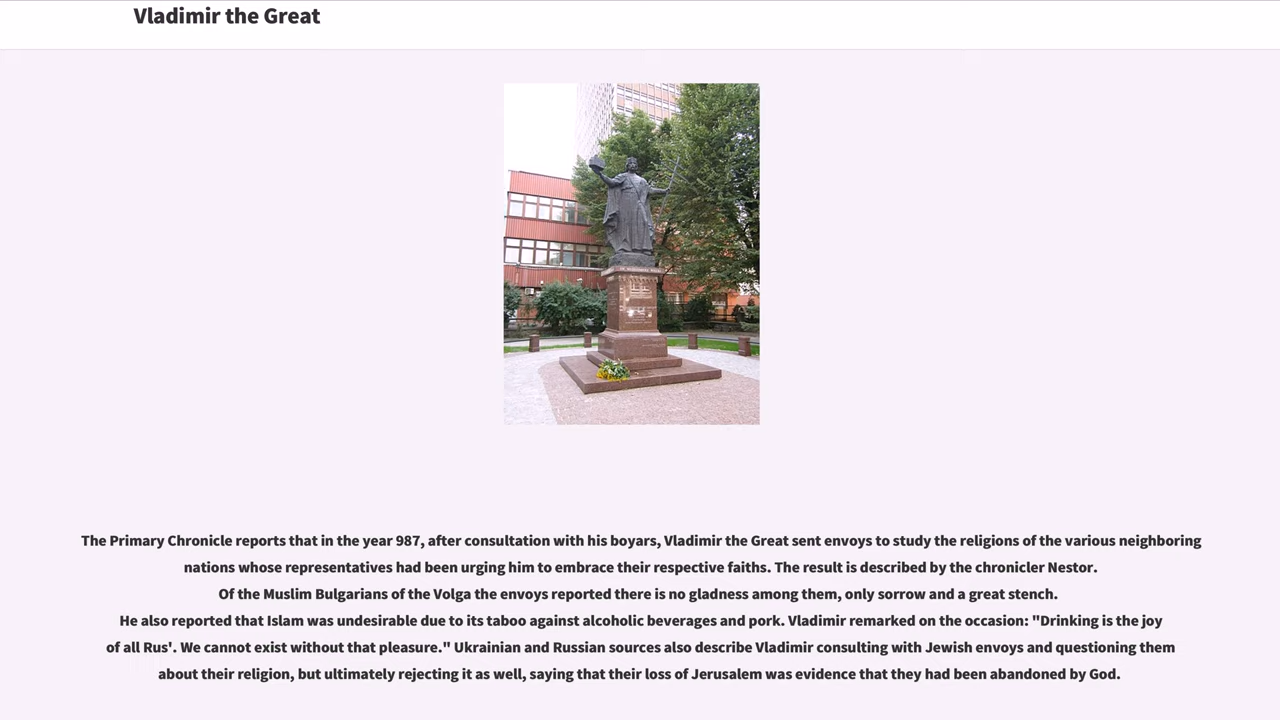 Vladimir the Great
The Primary Chronicle reports that in the year 987, after consultation with his boyars, Vladimir the Great sent envoys to study the religions of the various neighboring
nations whose representatives had been urging him to embrace their respective faiths. The result is described by the chronicler Nestor.
Of the Muslim Bulgarians of the Volga the envoys reported there is no gladness among them, only sorrow and a great stench.
He also reported that Islam was undesirable due to its taboo against alcoholic beverages and pork. Vladimir remarked on the occasion: "Drinking is the joy
of all Rus'. We cannot exist without that pleasure." Ukrainian and Russian sources also describe Vladimir consulting with Jewish envoys and questioning them
about their religion, but ultimately rejecting it as well, saying that their loss of Jerusalem was evidence that they had been abandoned by God.